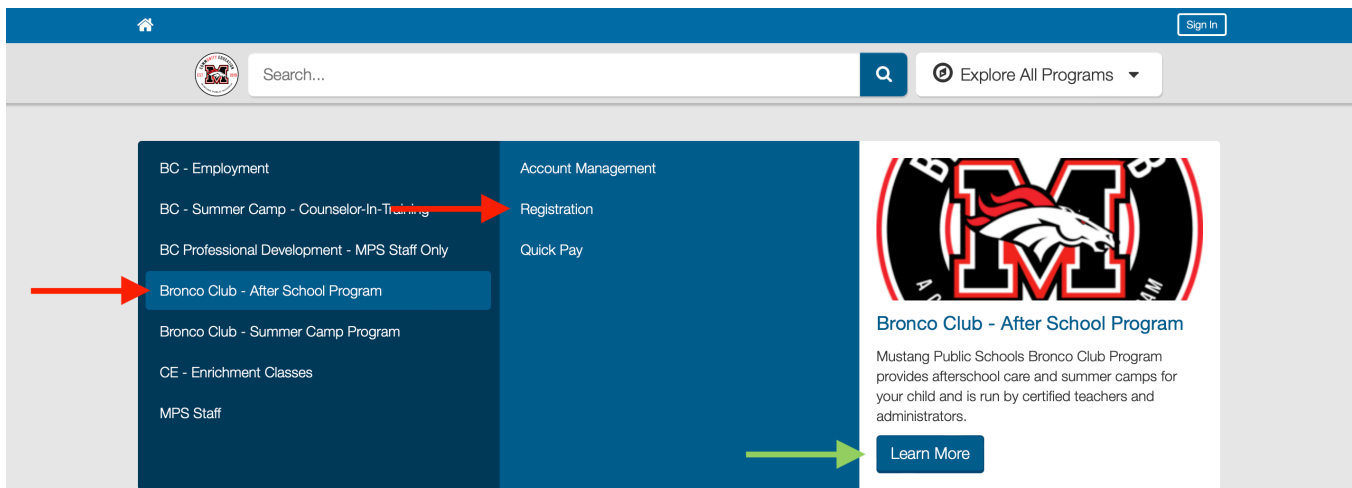 Sign In
Search...
Explore All Programs
BC - Employment
BC - Summer Camp - Counselor-In-Training
BC Professional Development - MPS Staff Only
Bronco Club - After School Program
Bronco Club - Summer Camp Program
CE - Enrichment Classes
MPS Staff
Account Management
Registration
Quick Pay
M
Bronco Club - After School Program
Mustang Public Schools Bronco Club Program
provides afterschool care and summer camps for
your child and is run by certified teachers and
administrators.
Learn More